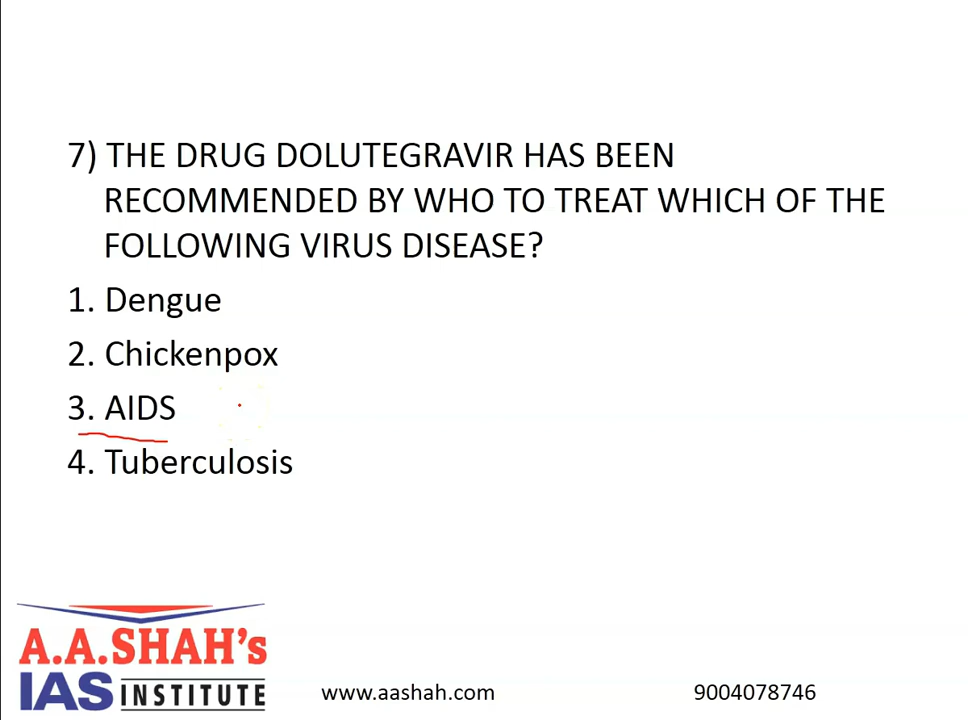 7) THE DRUG DOLUTEGRAVIR HAS BEEN
RECOMMENDED BY WHO TO TREAT WHICH OF THE
FOLLOWING VIRUS DISEASE?
1. Dengue
2. Chickenpox
3. AIDS
4. Tuberculosis
A.A.SHAH's
IAS INSTITUTE
www.aashah.com
9004078746